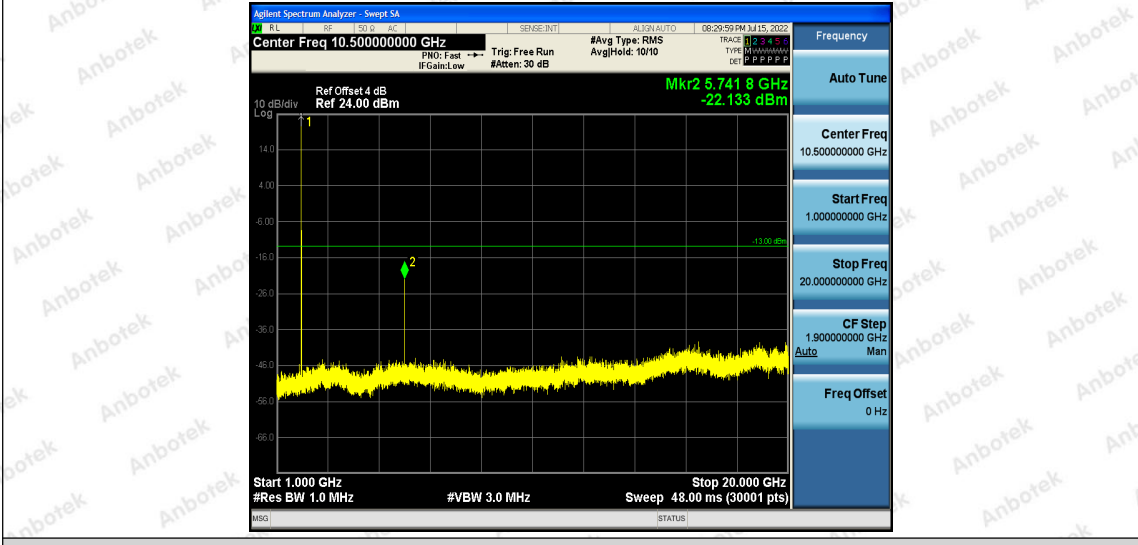 Agilent Spectrum Analyzer - Swept SA
RL RF 50 Ω AC SENSE:INT ALIGN AUTO 08:29:59 PM Jul 15, 2022
Center Freq 10.500000000 GHz
PNO: Fast
IFGain:Low
Trig: Free Run
#Atten: 30 dB
#Avg Type: RMS
Avg|Hold: 10/10
TRACE 1 2 3 4 5 6
TYPE M
DET P P P P P P
Mkr2 5.741 8 GHz
-22.133 dBm
Ref Offset 4 dB
10 dB/div Ref 24.00 dBm
Log
1
14.0
4.00
-6.00
-13.00 dBm
-16.0
2
-26.0
-36.0
-46.0
-56.0
-66.0
Start 1.000 GHz Stop 20.000 GHz
#Res BW 1.0 MHz #VBW 3.0 MHz Sweep 48.00 ms (30001 pts)
MSG STATUS
Frequency
Auto Tune
Center Freq
10.500000000 GHz
Start Freq
1.000000000 GHz
Stop Freq
20.000000000 GHz
CF Step
1.900000000 GHz
Auto Man
Freq Offset
0 Hz
Anbotek